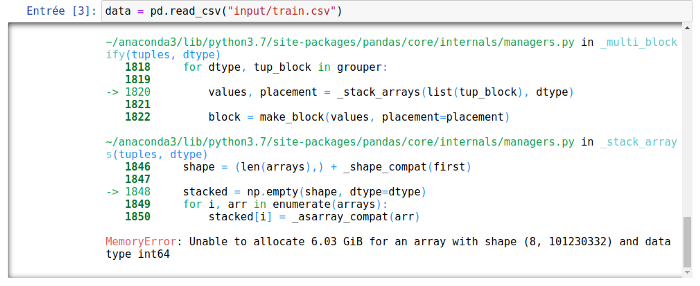 Entrée [3]: data = pd.read_csv("input/train.csv")
~/anaconda3/lib/python3.7/site-packages/pandas/core/internals/managers.py in _multi_block
ify(tuples, dtype)
1818     for dtype, tup_block in grouper:
1819
-> 1820         values, placement = _stack_arrays(list(tup_block), dtype)
1821
1822         block = make_block(values, placement=placement)
~/anaconda3/lib/python3.7/site-packages/pandas/core/internals/managers.py in _stack_array
s(tuples, dtype)
1846     shape = (len(arrays),) + _shape_compat(first)
1847
-> 1848     stacked = np.empty(shape, dtype=dtype)
1849     for i, arr in enumerate(arrays):
1850         stacked[i] = _asarray_compat(arr)
MemoryError: Unable to allocate 6.03 GiB for an array with shape (8, 101230332) and data
type int64